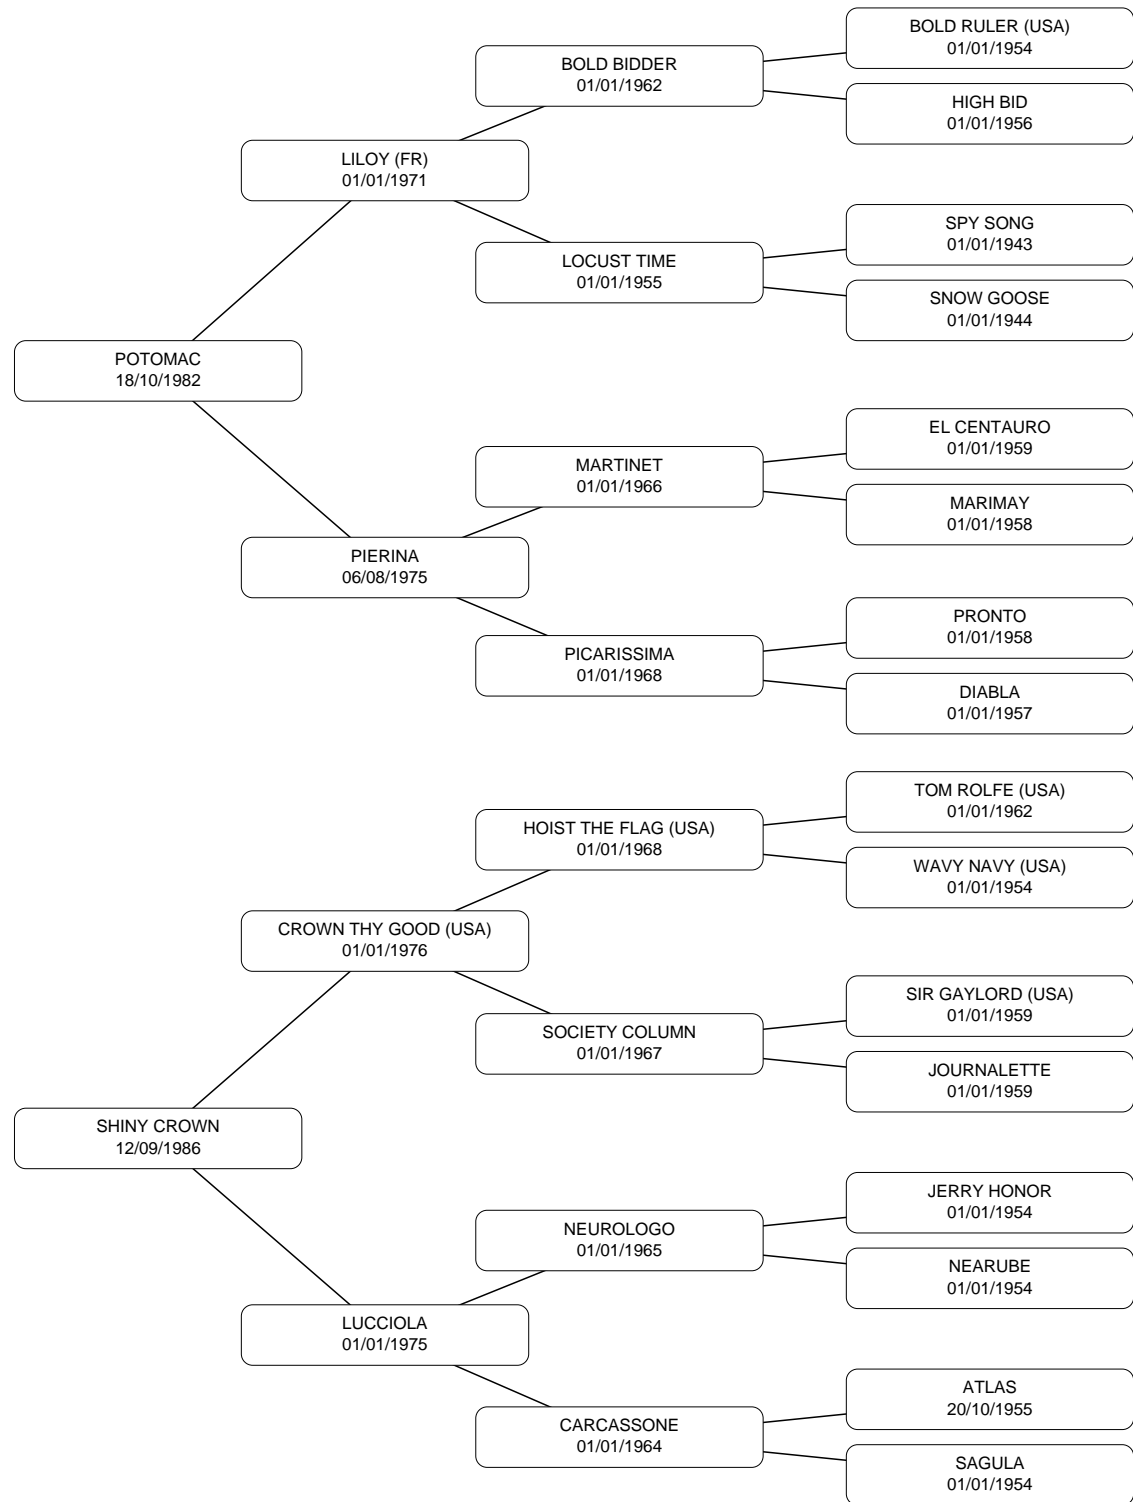 BOLD RULER (USA)
01/01/1954
BOLD BIDDER
01/01/1962
HIGH BID
01/01/1956
LILOY (FR)
01/01/1971
SPY SONG
01/01/1943
LOCUST TIME
01/01/1955
SNOW GOOSE
01/01/1944
POTOMAC
18/10/1982
EL CENTAURO
01/01/1959
MARTINET
01/01/1966
MARIMAY
01/01/1958
PIERINA
06/08/1975
PRONTO
01/01/1958
PICARISSIMA
01/01/1968
DIABLA
01/01/1957
TOM ROLFE (USA)
01/01/1962
HOIST THE FLAG (USA)
01/01/1968
WAVY NAVY (USA)
01/01/1954
CROWN THY GOOD (USA)
01/01/1976
SIR GAYLORD (USA)
01/01/1959
SOCIETY COLUMN
01/01/1967
JOURNALETTE
01/01/1959
SHINY CROWN
12/09/1986
JERRY HONOR
01/01/1954
NEUROLOGO
01/01/1965
NEARUBE
01/01/1954
LUCCIOLA
01/01/1975
ATLAS
20/10/1955
CARCASSONE
01/01/1964
SAGULA
01/01/1954